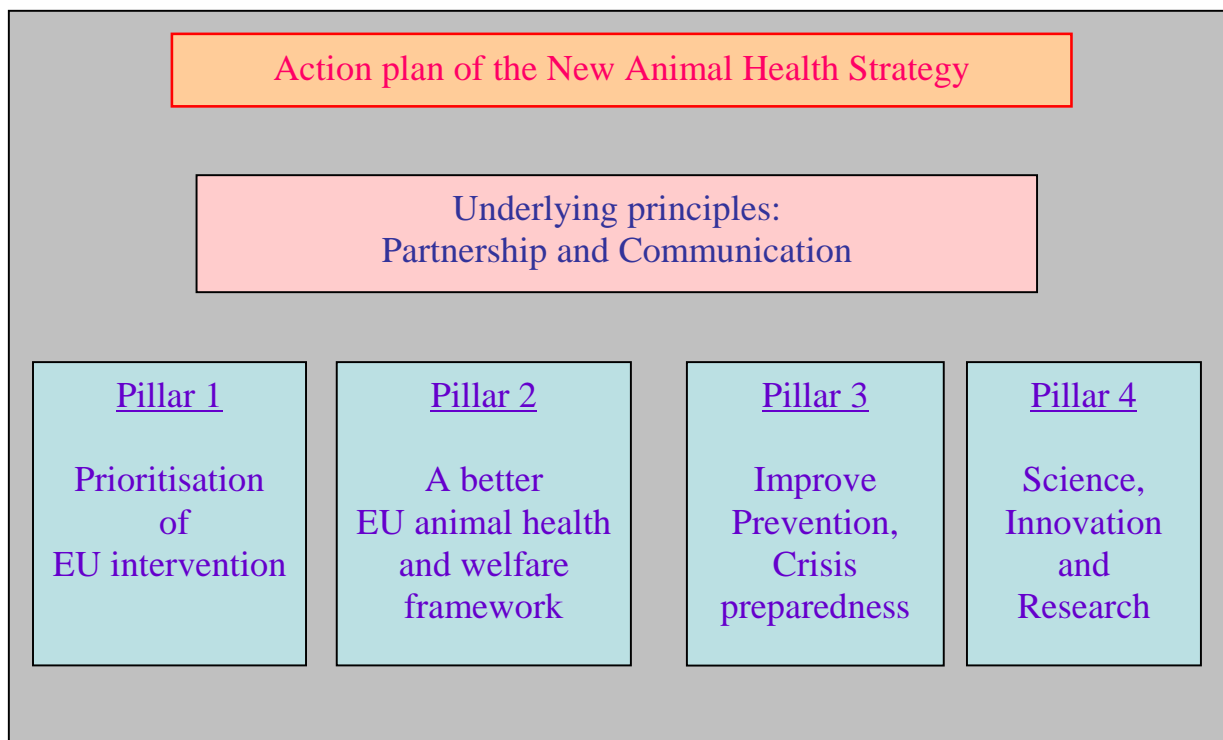 Action plan of the New Animal Health Strategy
Underlying principles:
Partnership and Communication
Pillar 1
Prioritisation
of
EU intervention
Pillar 2
A better
EU animal health
and welfare
framework
Pillar 3
Improve
Prevention,
Crisis
preparedness
Pillar 4
Science,
Innovation
and
Research